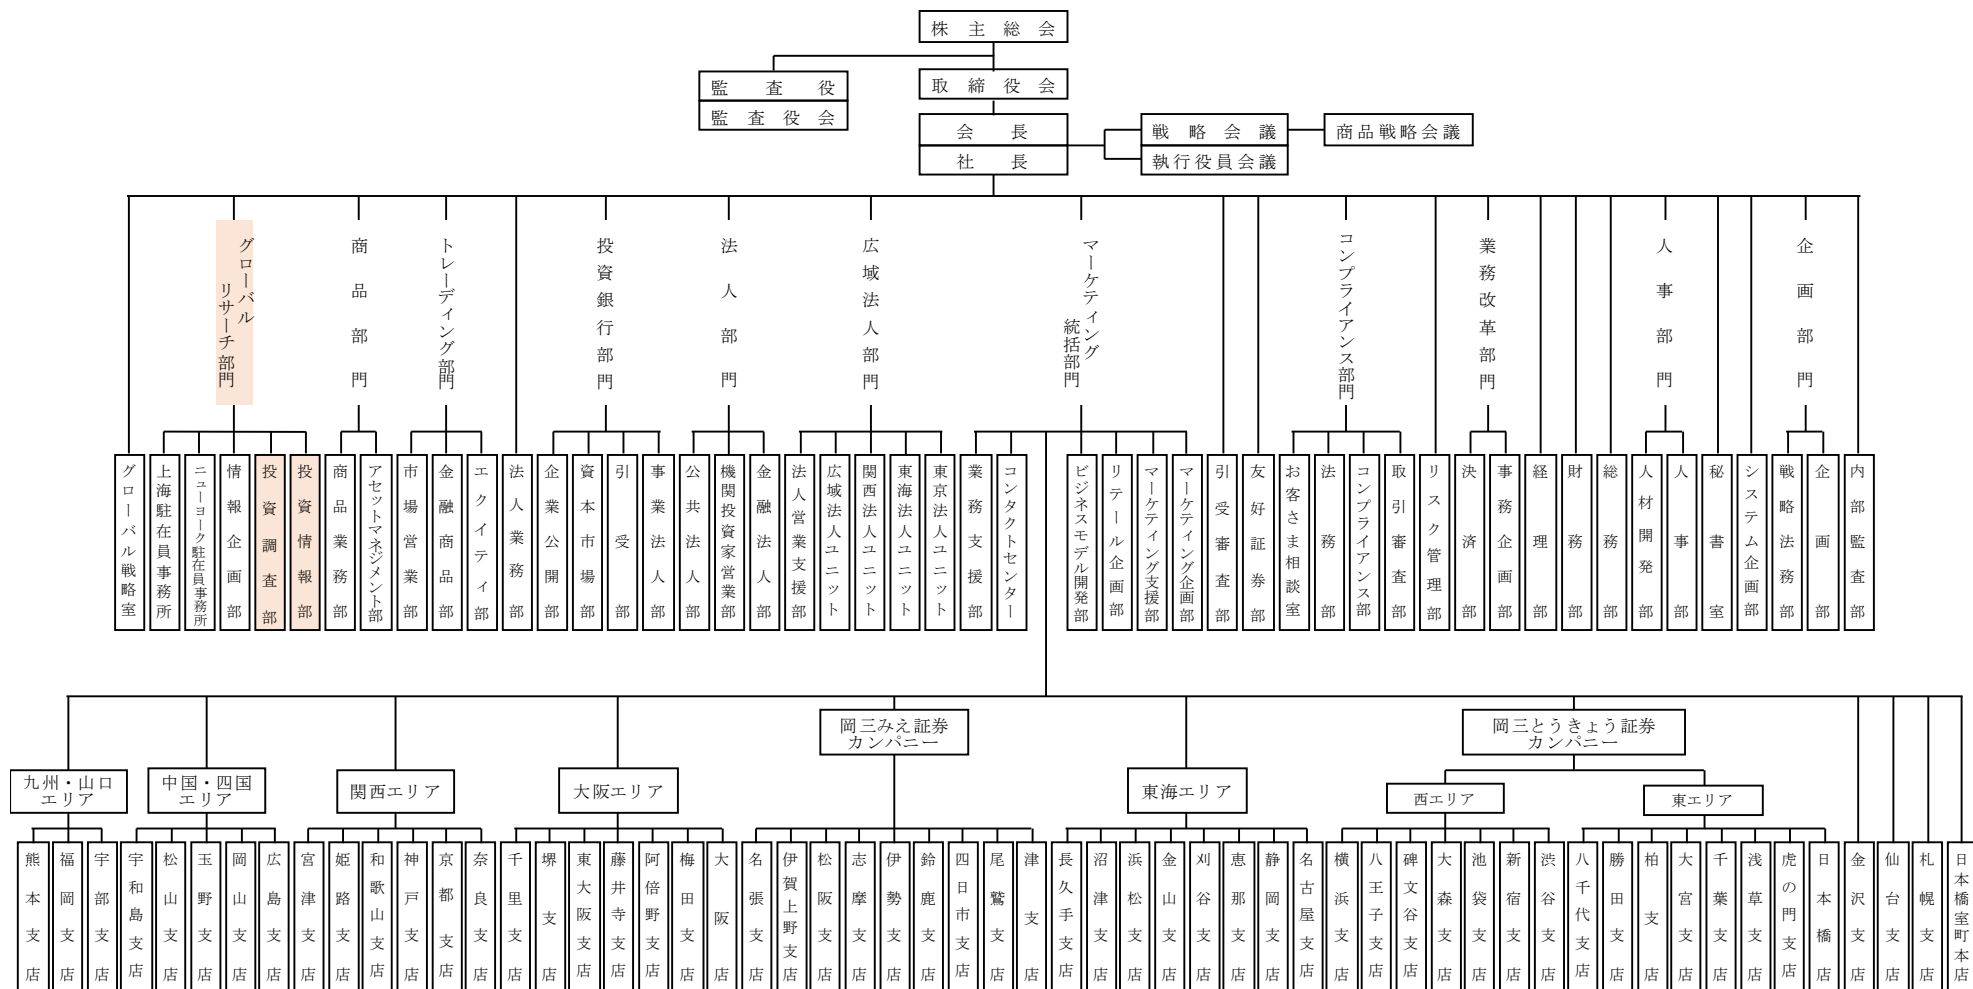 株主総会
監査役
監査役会
取締役会
会長
社長
戦略会議
商品戦略会議
執行役員会議
グローバル
リサーチ部門
商品部門
トレーディング部門
投資銀行部門
法人部門
広域法人部門
マーケティング
統括部門
コンプライアンス部門
業務改革部門
人事部門
企画部門
グローバル戦略室
上海駐在員事務所
ニューヨーク駐在員事務所
情報企画部
投資調査部
投資情報部
商品業務部
アセットマネジメント部
市場営業部
金融商品部
エクイティ部
法人業務部
企業公開部
資本市場部
引受部
事業法人部
公共法人部
機関投資家営業部
金融法人部
法人営業支援部
広域法人ユニット
関西法人ユニット
東海法人ユニット
東京法人ユニット
業務支援部
コンタクトセンター
ビジネスモデル開発部
リテール企画部
マーケティング支援部
マーケティング企画部
引受審査部
友好証券部
お客さま相談室
法務部
コンプライアンス部
取引審査部
リスク管理部
決済部
事務企画部
経理部
財務部
総務部
人材開発部
人事部
秘書室
システム企画部
戦略法務部
企画部
内部監査部
岡三みえ証券
カンパニー
岡三とうきょう証券
カンパニー
九州・山口
エリア
中国・四国
エリア
関西エリア
大阪エリア
東海エリア
西エリア
東エリア
熊本支店
福岡支店
宇部支店
宇和島支店
松山支店
玉野支店
岡山支店
広島支店
宮津支店
姫路支店
和歌山支店
神戸支店
京都支店
奈良支店
千里支店
堺支店
東大阪支店
藤井寺支店
阿倍野支店
梅田支店
大阪店
名張支店
伊賀上野支店
松阪支店
志摩支店
伊勢支店
鈴鹿支店
四日市支店
尾鷲支店
津支店
長久手支店
沼津支店
浜松支店
金山支店
刈谷支店
恵那支店
静岡支店
名古屋支店
横浜支店
八王子支店
碑文谷支店
大森支店
池袋支店
新宿支店
渋谷支店
八千代支店
勝田支店
柏支店
大宮支店
千葉支店
浅草支店
虎の門支店
日本橋店
金沢支店
仙台支店
札幌支店
日本橋室町本店